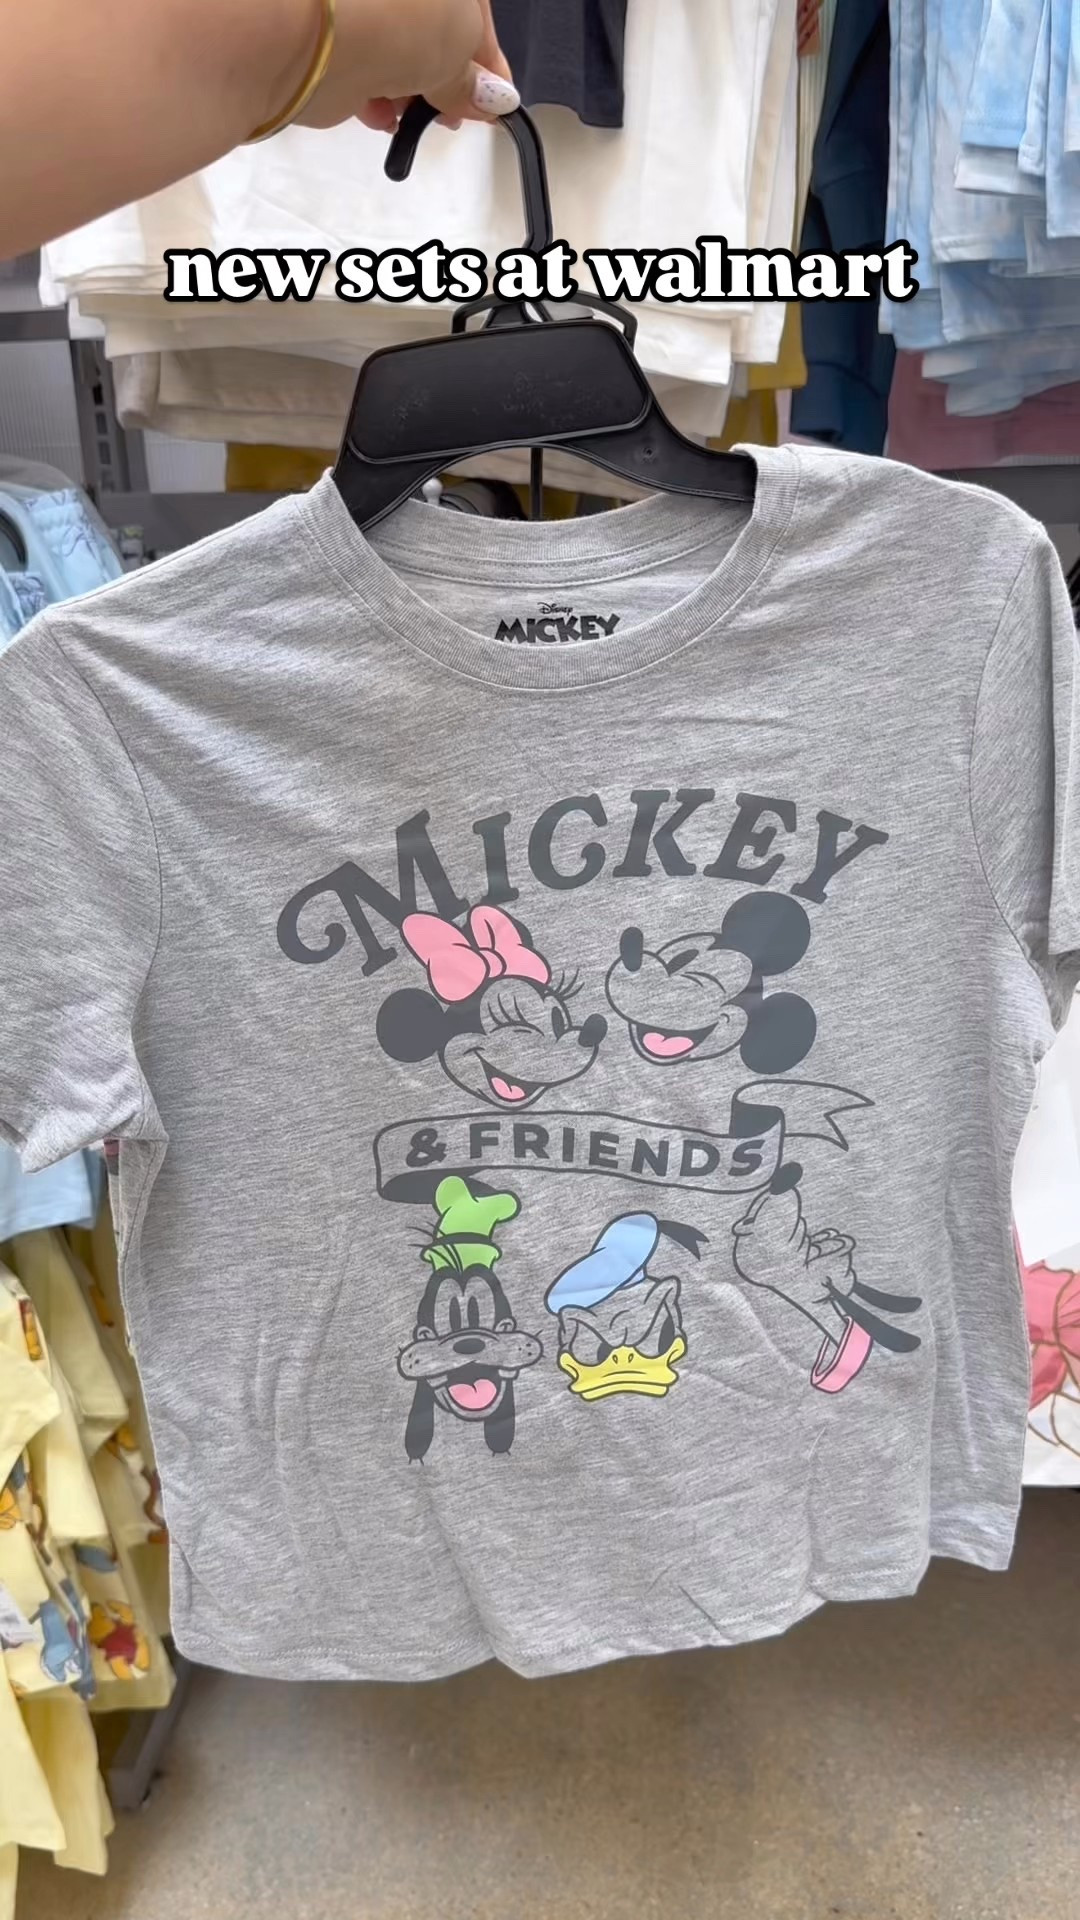 new sets at walmart
Disney
MICKEY
MICKEY
& FRIENDS